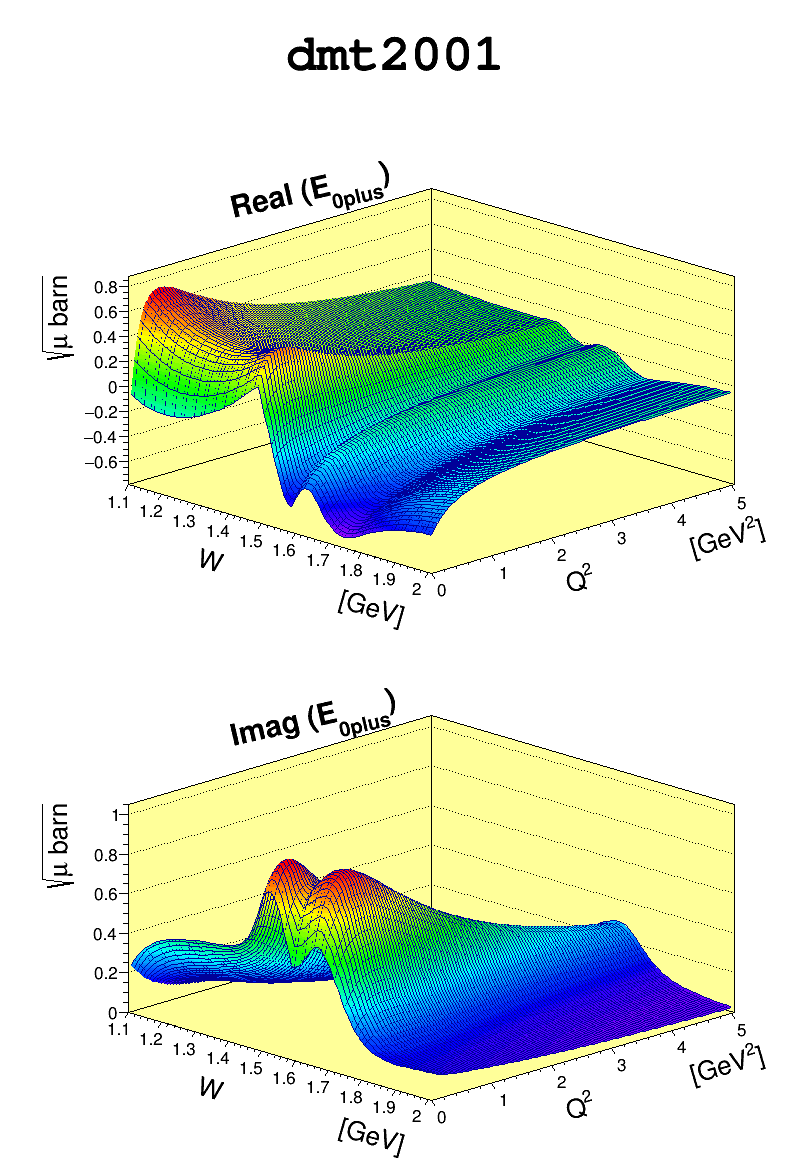 dmt2001
Real (E0plus)
√μ barn
0.8
0.6
0.4
0.2
0
−0.2
−0.4
−0.6
1.1 1.2 1.3 1.4 1.5 1.6 1.7 1.8 1.9 2
W
[GeV]
0 1 2 3 4 5
Q2
[GeV2]
Imag (E0plus)
√μ barn
1
0.8
0.6
0.4
0.2
0
1.1 1.2 1.3 1.4 1.5 1.6 1.7 1.8 1.9 2
W
[GeV]
0 1 2 3 4 5
Q2
[GeV2]